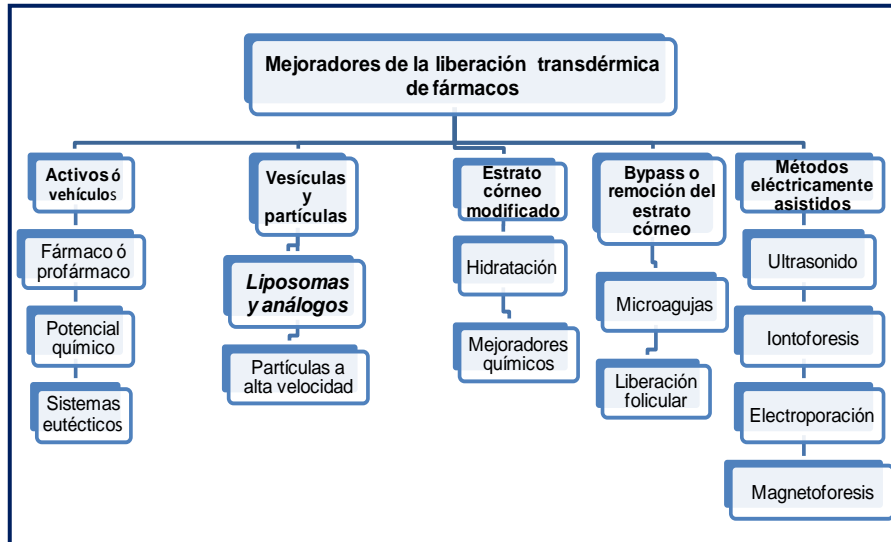 Mejoradores de la liberación transdérmica
de fármacos
Activos ó
vehículos
Fármaco ó
profármaco
Potencial
químico
Sistemas
eutécticos
Vesículas
y
partículas
Liposomas
y análogos
Partículas a
alta velocidad
Estrato
córneo
modificado
Hidratación
Mejoradores
químicos
Bypass o
remoción del
estrato
córneo
Microagujas
Liberación
folicular
Métodos
eléctricamente
asistidos
Ultrasonido
Iontoforesis
Electroporación
Magnetoforesis